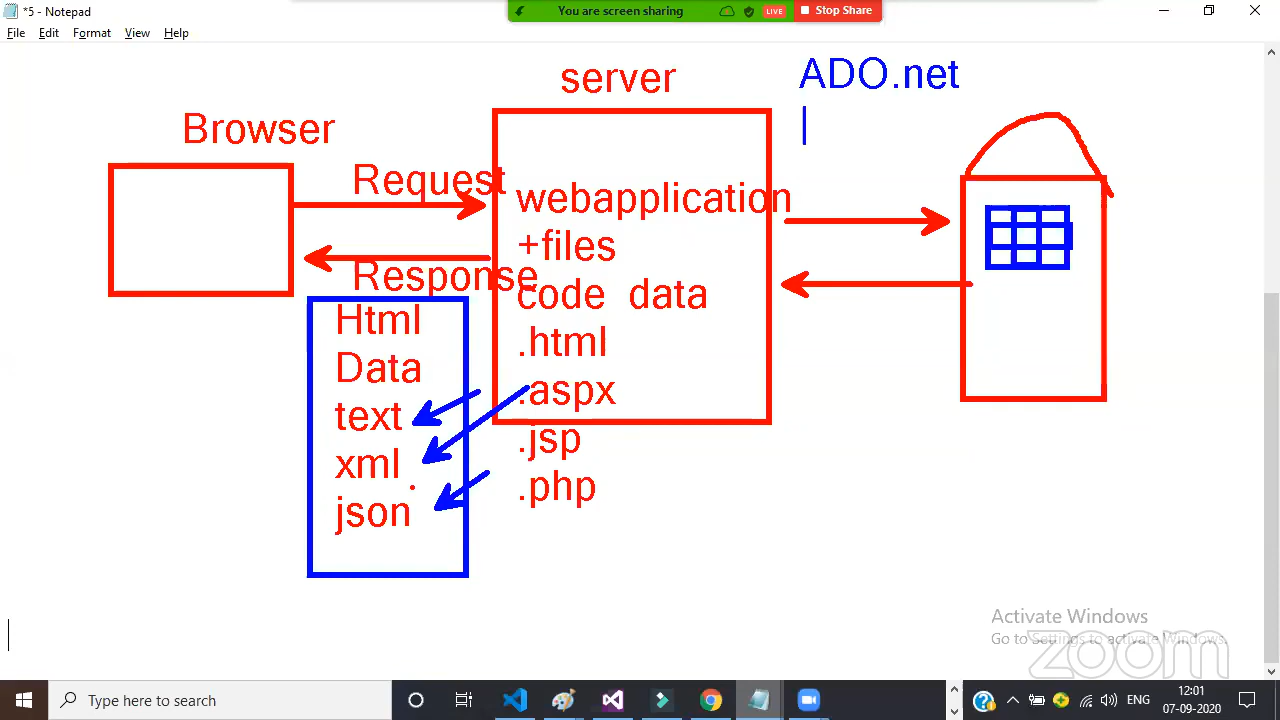 *5 - Notepad
You are screen sharing
LIVE
Stop Share
File Edit Format View Help
server
ADO.net
Browser
Request
Response
webapplication
+files
code data
.html
.aspx
.jsp
.php
Html
Data
text
xml
json
Activate Windows
Go to Settings to activate Windows.
zoom
Type here to search
ENG
12:01
07-09-2020